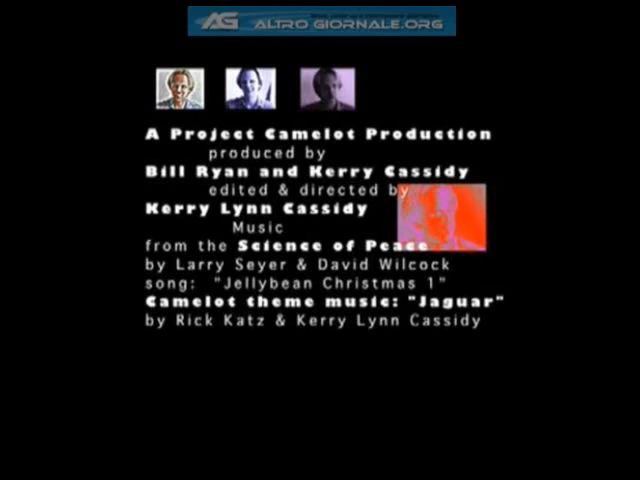 AG ALTRO GIORNALE.ORG
A Project Camelot Production
produced by
Bill Ryan and Kerry Cassidy
edited & directed by
Kerry Lynn Cassidy
Music
from the Science of Peace
by Larry Seyer & David Wilcock
song: "Jellybean Christmas 1"
Camelot theme music: "Jaguar"
by Rick Katz & Kerry Lynn Cassidy